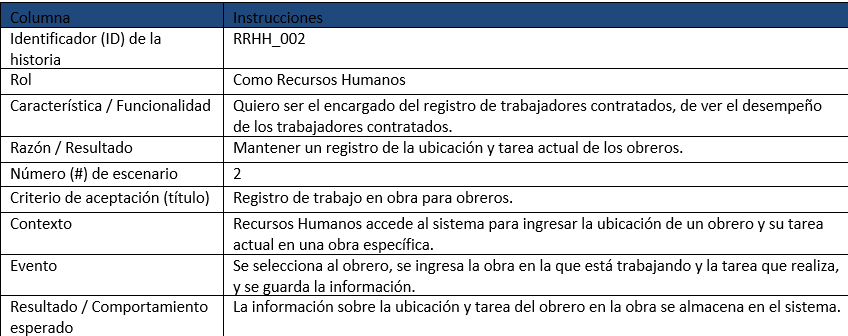 Columna Instrucciones
Identificador (ID) de la RRHH_002
historia
Rol Como Recursos Humanos
Característica / Funcionalidad Quiero ser el encargado del registro de trabajadores contratados, de ver el desempeño
de los trabajadores contratados.
Razón / Resultado Mantener un registro de la ubicación y tarea actual de los obreros.
Número (#) de escenario 2
Criterio de aceptación (título) Registro de trabajo en obra para obreros.
Contexto Recursos Humanos accede al sistema para ingresar la ubicación de un obrero y su tarea
actual en una obra específica.
Evento Se selecciona al obrero, se ingresa la obra en la que está trabajando y la tarea que realiza,
y se guarda la información.
Resultado / Comportamiento La información sobre la ubicación y tarea del obrero en la obra se almacena en el sistema.
esperado